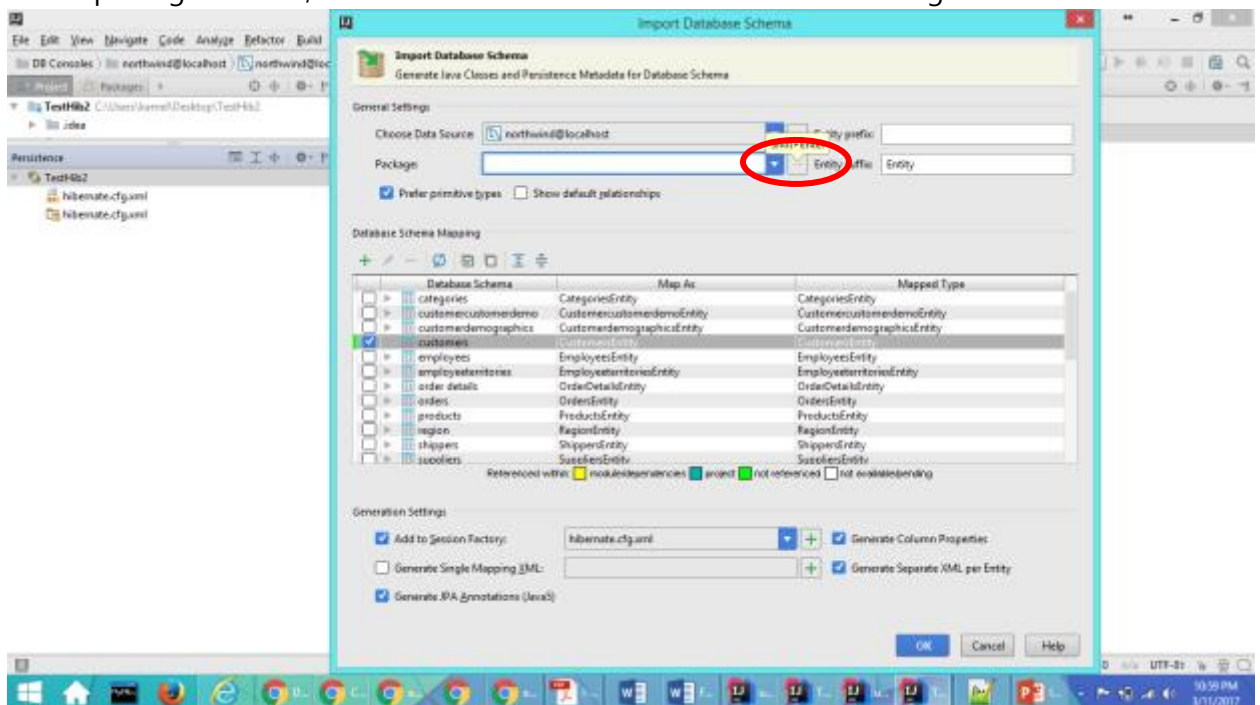 Import Database Schema
File Edit View Navigate Code Analyze Refactor Build
DB Consoles northwind@localhost
Packages
TestHib2 C:\Users\kamel\Desktop\TestHib2
.idea
Persistence
TestHib2
hibernate.cfg.xml
hibernate.cfg.xml
Import Database Schema
Generate Java Classes and Persistence Metadata for Database Schema
General Settings
Choose Data Source: northwind@localhost Entity prefix:
Package: Entity suffix: Entity
Prefer primitive types Show default relationships
Database Schema Mapping
Database Schema Map As Mapped Type
categories CategoriesEntity CategoriesEntity
customercustomerdemo CustomercustomerdemoEntity CustomercustomerdemoEntity
customerdemographics CustomerdemographicsEntity CustomerdemographicsEntity
customers CustomersEntity CustomersEntity
employees EmployeesEntity EmployeesEntity
employeeterritories EmployeeterritoriesEntity EmployeeterritoriesEntity
order details OrderDetailsEntity OrderDetailsEntity
orders OrdersEntity OrdersEntity
products ProductsEntity ProductsEntity
region RegionEntity RegionEntity
shippers ShippersEntity ShippersEntity
suppliers SuppliersEntity SuppliersEntity
Referenced within: module/dependencies project not referenced not available/pending
Generation Settings
Add to Session Factory: hibernate.cfg.xml Generate Column Properties
Generate Single Mapping XML: Generate Separate XML per Entity
Generate JPA Annotations (Java5)
OK Cancel Help
UTF-8
10:59 PM
3/11/2017